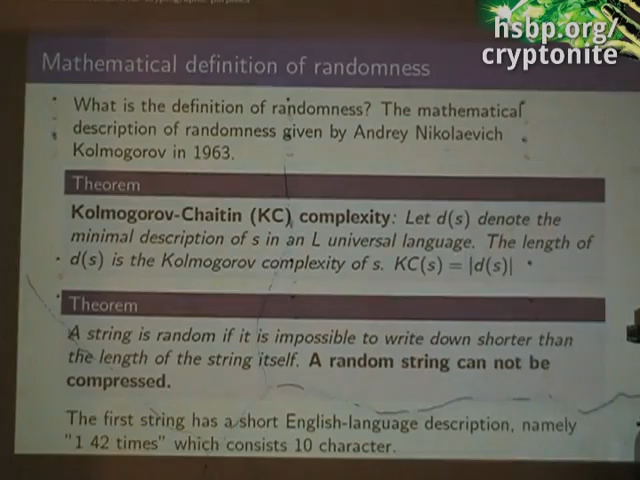 hsbp.org/
cryptonite
Mathematical definition of randomness
What is the definition of randomness? The mathematical
description of randomness given by Andrey Nikolaevich
Kolmogorov in 1963.
Theorem
Kolmogorov-Chaitin (KC) complexity: Let d(s) denote the
minimal description of s in an L universal language. The length of
d(s) is the Kolmogorov complexity of s. KC(s) = |d(s)|
Theorem
A string is random if it is impossible to write down shorter than
the length of the string itself. A random string can not be
compressed.
The first string has a short English-language description, namely
"1 42 times" which consists 10 character.